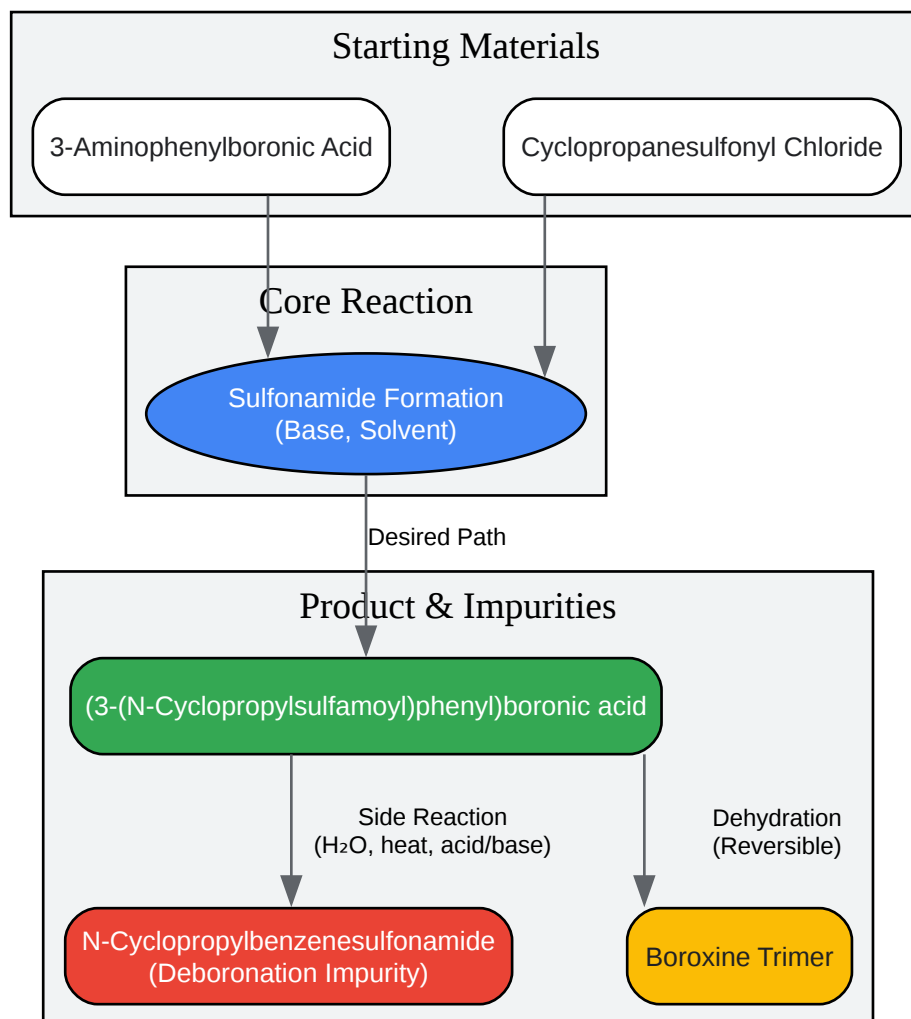 Starting Materials
3-Aminophenylboronic Acid
Cyclopropanesulfonyl Chloride
Core Reaction
Sulfonamide Formation
(Base, Solvent)
Desired Path
Product & Impurities
(3-(N-Cyclopropylsulfamoyl)phenyl)boronic acid
Side Reaction
(H₂O, heat, acid/base)
Dehydration
(Reversible)
N-Cyclopropylbenzenesulfonamide
(Deboronation Impurity)
Boroxine Trimer